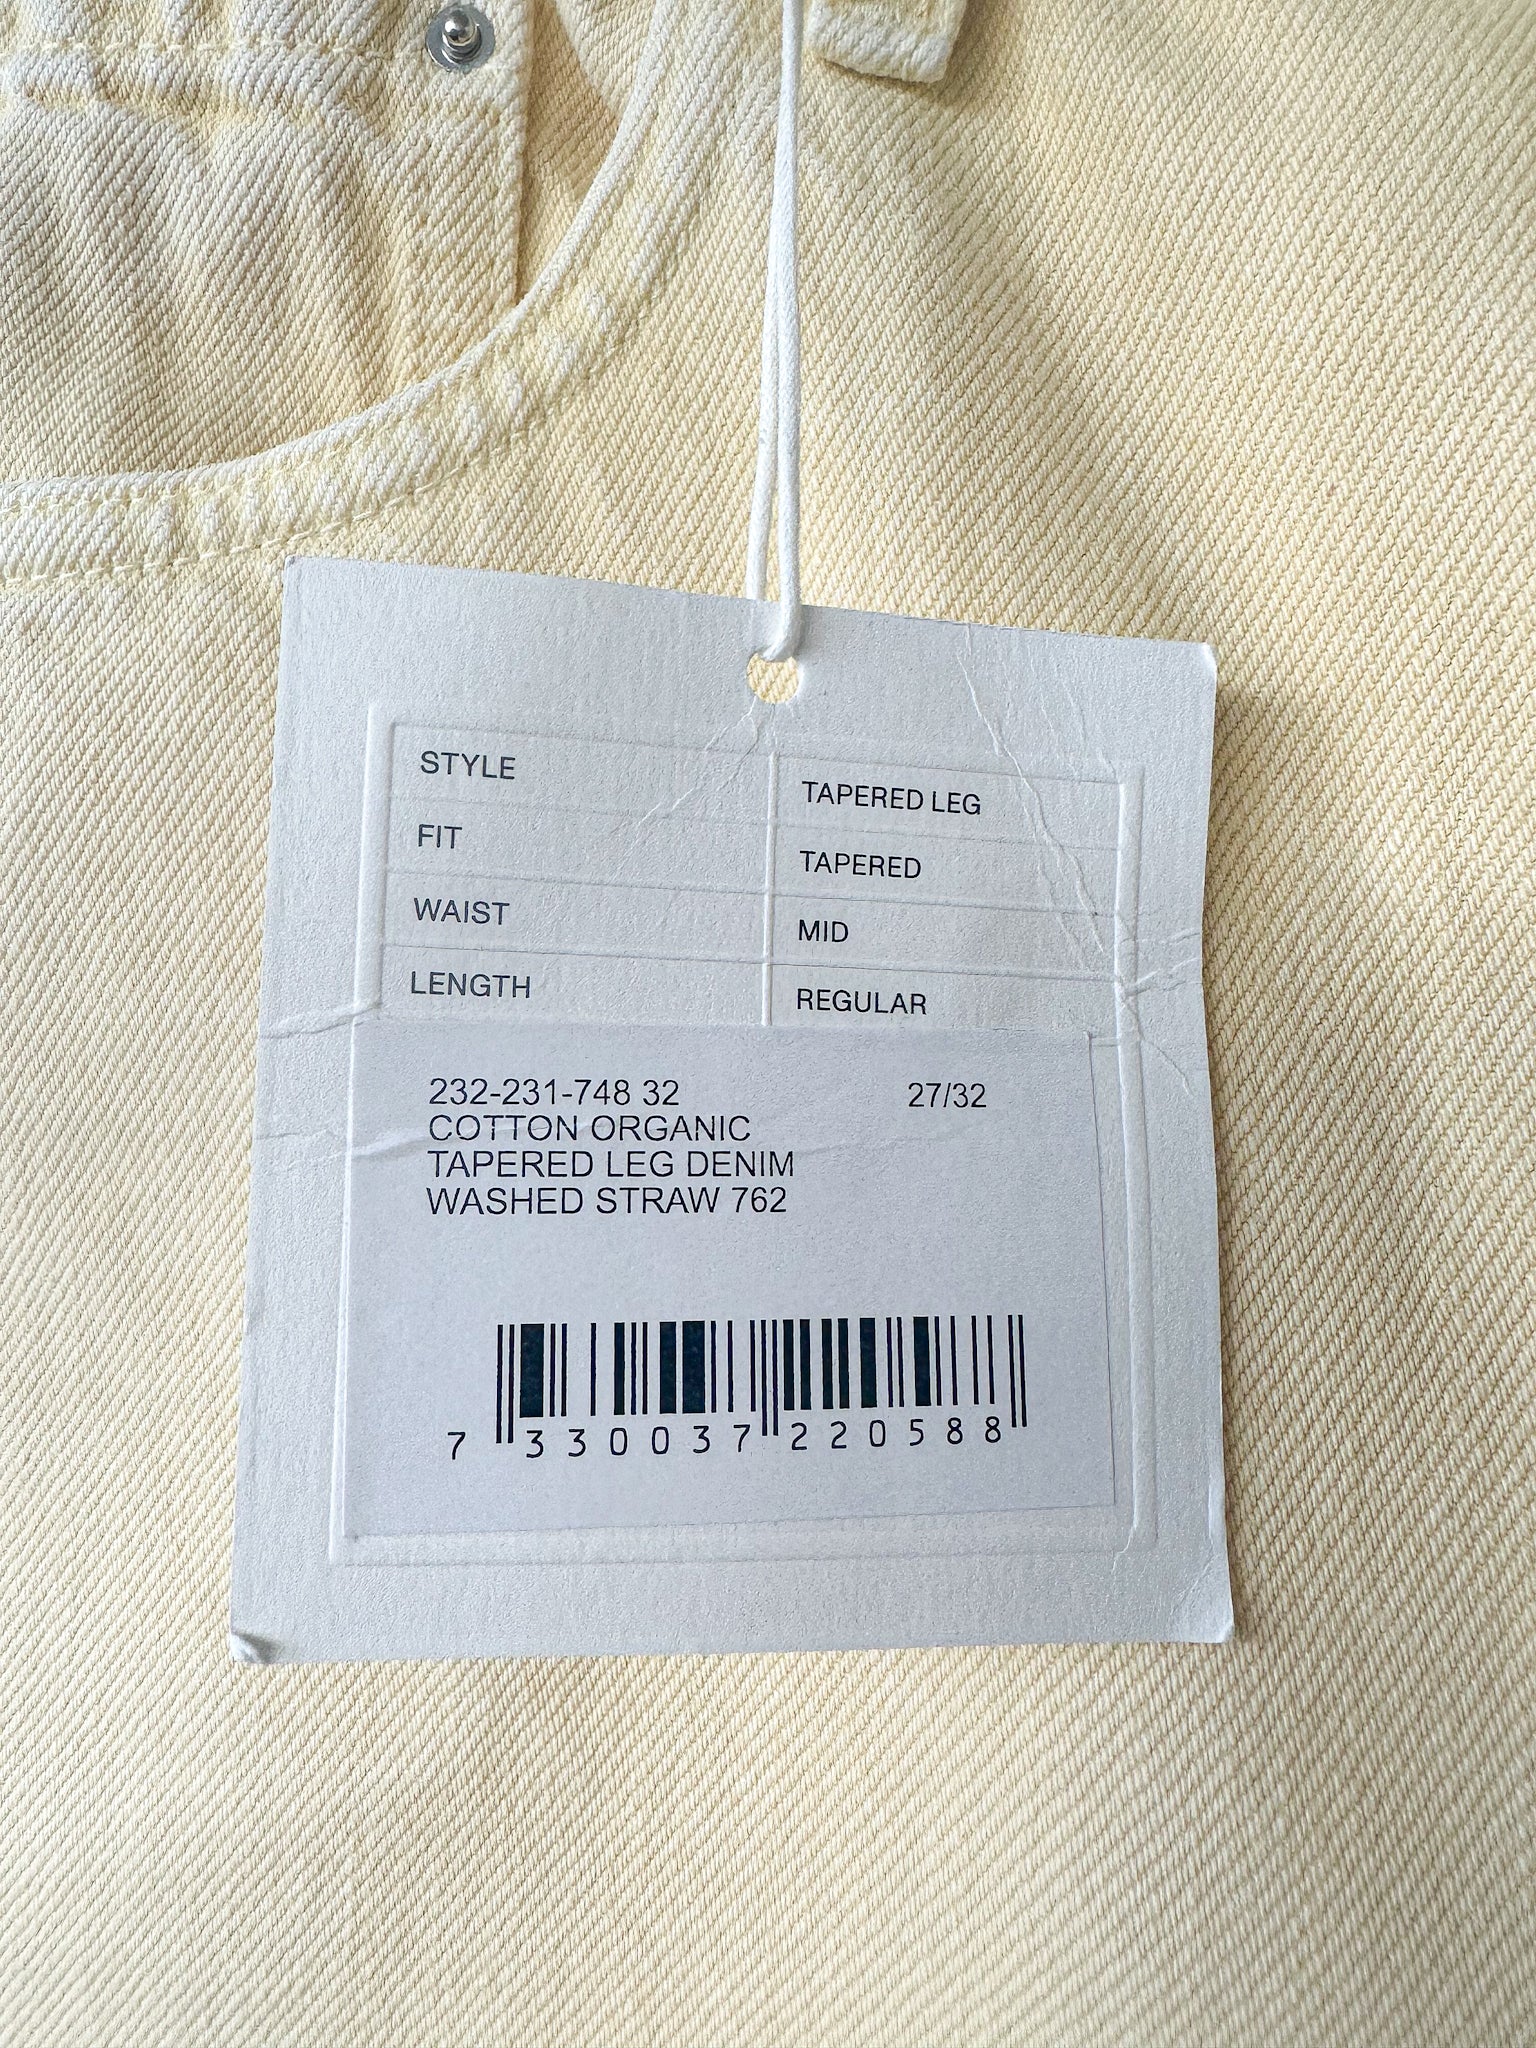 STYLE TAPERED LEG
FIT TAPERED
WAIST MID
LENGTH REGULAR
232-231-748 32 27/32
COTTON ORGANIC
TAPERED LEG DENIM
WASHED STRAW 762
7 330037 220588